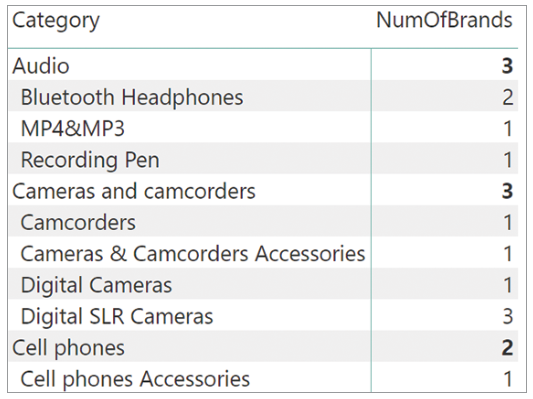 Category NumOfBrands
Audio 3
Bluetooth Headphones 2
MP4&MP3 1
Recording Pen 1
Cameras and camcorders 3
Camcorders 1
Cameras & Camcorders Accessories 1
Digital Cameras 1
Digital SLR Cameras 3
Cell phones 2
Cell phones Accessories 1